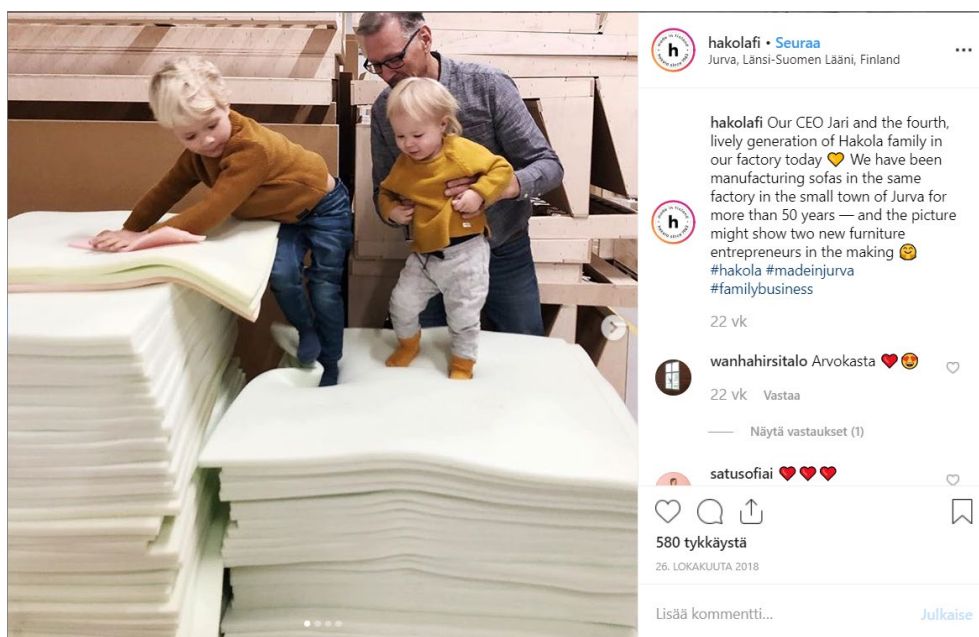 hakolafi • Seuraa
Jurva, Länsi-Suomen Lääni, Finland
hakolafi Our CEO Jari and the fourth,
lively generation of Hakola family in
our factory today 💛 We have been
manufacturing sofas in the same
factory in the small town of Jurva for
more than 50 years — and the picture
might show two new furniture
entrepreneurs in the making 🤗
#hakola #madeinjurva
#familybusiness
22 vk
wanhahirsitalo Arvokasta ❤️😍
22 vk Vastaa
Näytä vastaukset (1)
satusofiai ❤️❤️❤️
580 tykkäystä
26. LOKAKUUTA 2018
Lisää kommentti...
Julkaise